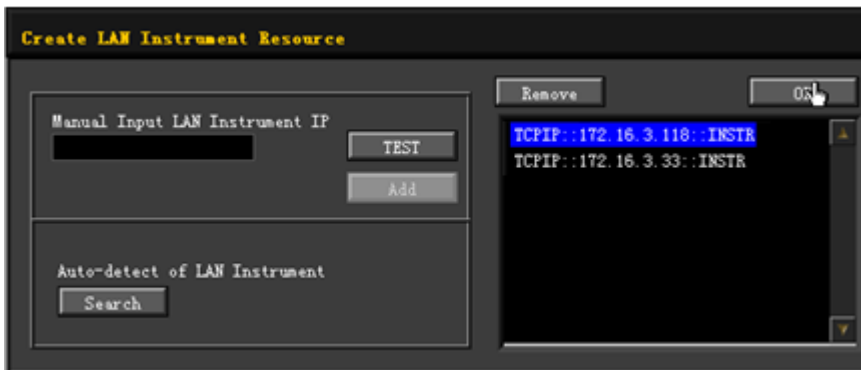 Create LAN Instrument Resource
Remove
Manual Input LAN Instrument IP
TEST
Add
TCPIP::172.16.3.118::INSTR
TCPIP::172.16.3.33::INSTR
Auto-detect of LAN Instrument
Search